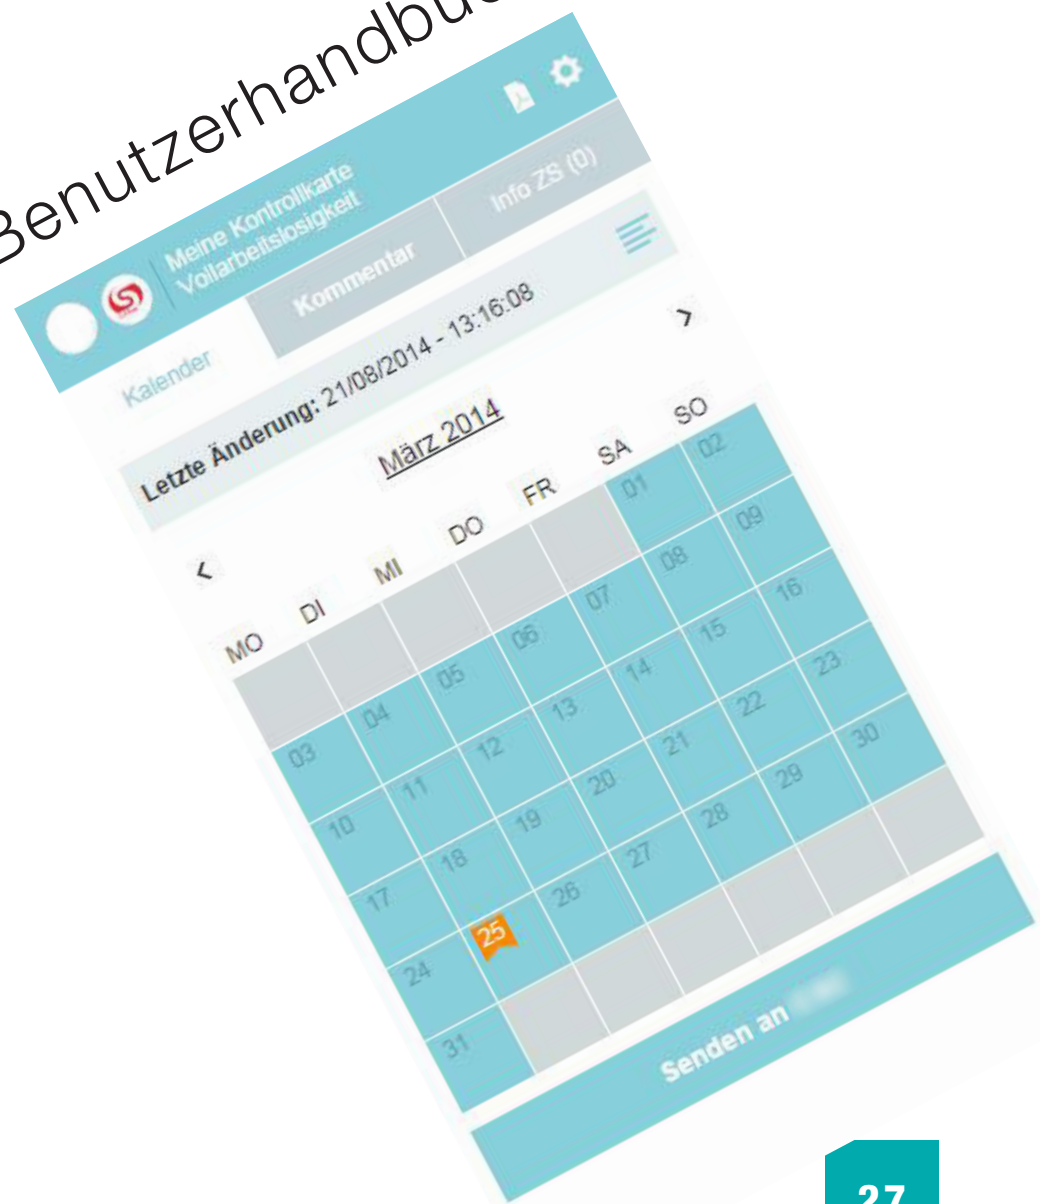 Benutzerhandbu
Meine Kontrollkarte
Vollarbeitslosigkeit
Kalender
Kommentar
Info ZS (0)
Letzte Änderung: 21/08/2014 - 13:16:08
März 2014
MO DI MI DO FR SA SO
01 02
03 04 05 06 07 08 09
10 11 12 13 14 15 16
17 18 19 20 21 22 23
24 25 26 27 28 29 30
31
Senden an
27